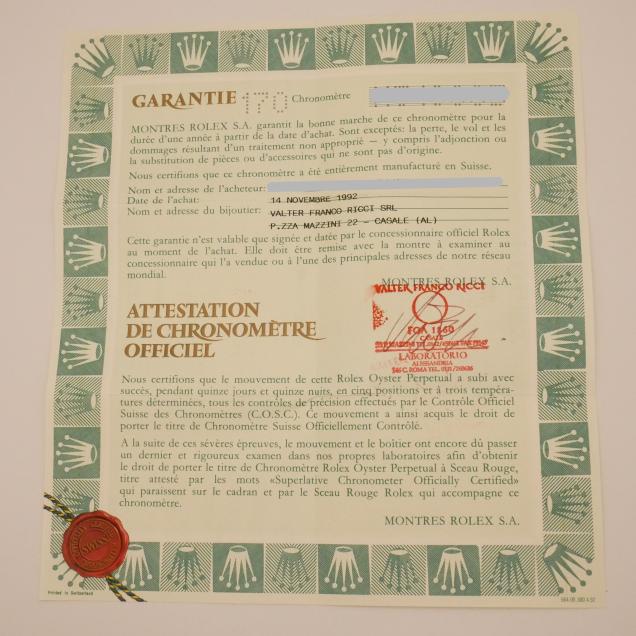 GARANTIE 170 Chronomètre
MONTRES ROLEX S.A. garantit la bonne marche de ce chronomètre pour la
durée d'une année à partir de la date d'achat. Sont exceptés: la perte, le vol et les
dommages résultant d'un traitement non approprié – y compris l'adjonction ou
la substitution de pièces ou d'accessoires qui ne sont pas d'origine.
Nous certifions que ce chronomètre a été entièrement manufacturé en Suisse.
Nom et adresse de l'acheteur:
Date de l'achat: 14 NOVEMBRE 1992
Nom et adresse du bijoutier: VALTER FRANCO RICCI SRL
P.ZZA MAZZINI 22 - CASALE (AL)
Cette garantie n'est valable que signée et datée par le concessionnaire officiel Rolex
au moment de l'achat. Elle doit être remise avec la montre à examiner au
concessionnaire qui l'a vendue ou à l'une des principales adresses de notre réseau
mondial.
MONTRES ROLEX S.A.
VALTER FRANCO RICCI
FOA 1860
CASALE
LABORATORIO
ALESSANDRIA
ATTESTATION
DE CHRONOMÈTRE
OFFICIEL
Nous certifions que le mouvement de cette Rolex Oyster Perpetual a subi avec
succès, pendant quinze jours et quinze nuits, en cinq positions et à trois tempéra-
tures déterminées, tous les contrôles de précision effectués par le Contrôle Officiel
Suisse des Chronomètres (C.O.S.C.). Ce mouvement a ainsi acquis le droit de
porter le titre de Chronomètre Suisse Officiellement Contrôlé.
A la suite de ces sévères épreuves, le mouvement et le boîtier ont encore dû passer
un dernier et rigoureux examen dans nos propres laboratoires afin d'obtenir
le droit de porter le titre de Chronomètre Rolex Oyster Perpetual à Sceau Rouge,
titre attesté par les mots «Superlative Chronometer Officially Certified»
qui paraissent sur le cadran et par le Sceau Rouge Rolex qui accompagne ce
chronomètre.
MONTRES ROLEX S.A.
Printed in Switzerland